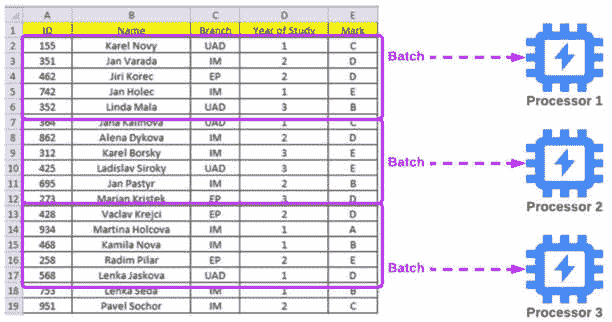 A B C D E
1 ID Name Branch Year of Study Mark
2 155 Karel Novy UAD 1 C
3 351 Jan Varada IM 2 D
4 462 Jiri Korec EP 2 D
5 742 Jan Holec IM 1 E
6 352 Linda Mala UAD 3 B
7 364 Jana Kalmova UAD 1 C
8 862 Alena Dykova IM 2 D
9 312 Karel Borsky IM 3 E
10 425 Ladislav Siroky UAD 3 E
11 695 Jan Pastyr IM 2 B
12 273 Marian Kristek EP 3 D
13 428 Vaclav Krejci EP 2 D
14 934 Martina Holcova IM 1 A
15 468 Kamila Nova IM 1 B
16 258 Radim Pilar EP 2 E
17 568 Lenka Jaskova UAD 1 D
18 753 Lenka Seda IM 1 B
19 951 Pavel Sochor IM 2 C
Batch
Processor 1
Batch
Processor 2
Batch
Processor 3